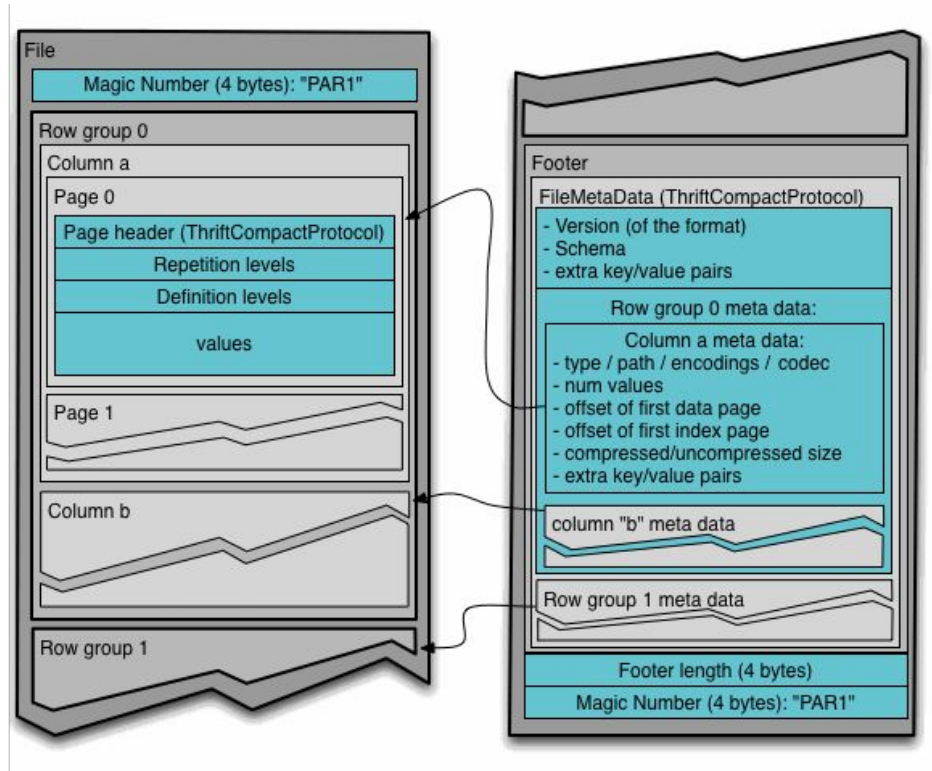 File
Magic Number (4 bytes): "PAR1"
Row group 0
Column a
Page 0
Page header (ThriftCompactProtocol)
Repetition levels
Definition levels
values
Page 1
Column b
Row group 1
Footer
FileMetaData (ThriftCompactProtocol)
- Version (of the format)
- Schema
- extra key/value pairs
Row group 0 meta data:
Column a meta data:
- type / path / encodings / codec
- num values
- offset of first data page
- offset of first index page
- compressed/uncompressed size
- extra key/value pairs
column "b" meta data
Row group 1 meta data
Footer length (4 bytes)
Magic Number (4 bytes): "PAR1"